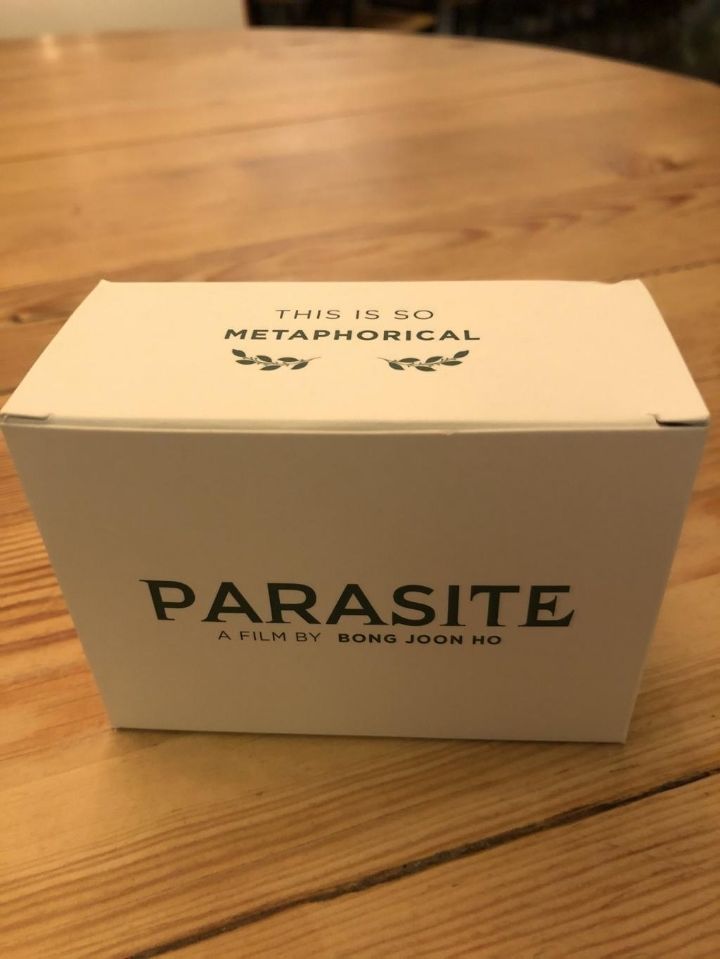 THIS IS SO
METAPHORICAL
PARASITE
A FILM BY BONG JOON HO